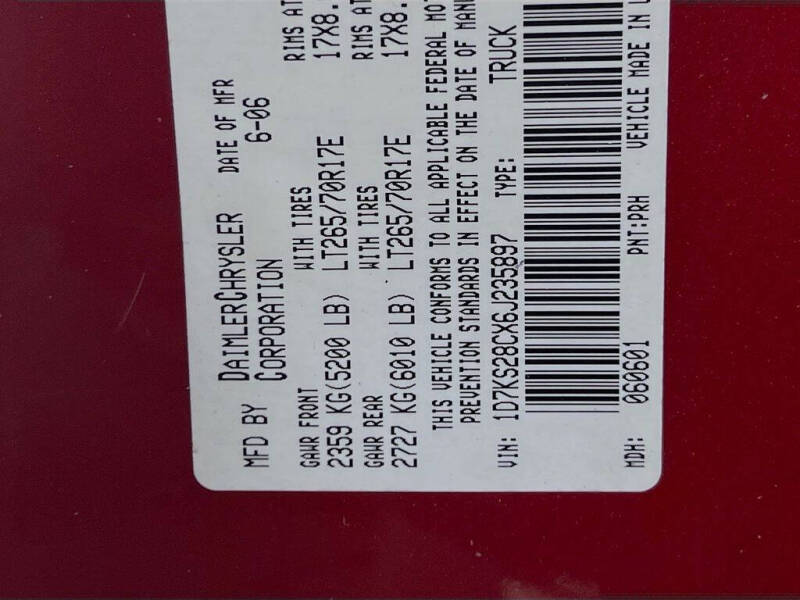 MFD BY DAIMLERCHRYSLER DATE OF MFR
CORPORATION 6-06
GAWR FRONT WITH TIRES RIMS AT
2359 KG(5200 LB) LT265/70R17E 17X8.
GAWR REAR WITH TIRES RIMS AT
2727 KG(6010 LB) LT265/70R17E 17X8.
THIS VEHICLE CONFORMS TO ALL APPLICABLE FEDERAL MO
PREVENTION STANDARDS IN EFFECT ON THE DATE OF MANU
VIN: 1D7KS28CX6J235897 TYPE: TRUCK
MDH: 060601 PNT:PRH VEHICLE MADE IN U